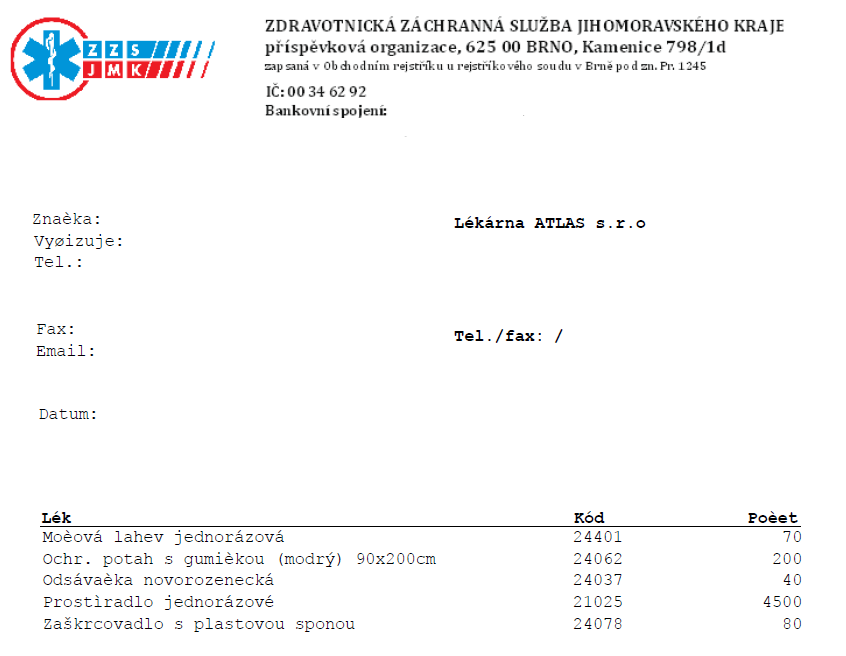 ZZS
JMK
ZDRAVOTNICKÁ ZÁCHRANNÁ SLUŽBA JIHOMORAVSKÉHO KRAJE
příspěvková organizace, 625 00 BRNO, Kamenice 798/1d
zapsaná v Obchodním rejstříku u rejstříkového soudu v Brně pod zn. Pr. 1245
IČ: 00 34 62 92
Bankovní spojení:
Znaèka:
Lékárna ATLAS s.r.o
Vyøizuje:
Tel.:
Fax:
Tel./fax: /
Email:
Datum:
Lék Kód Poèet
Moèová lahev jednorázová 24401 70
Ochr. potah s gumièkou (modrý) 90x200cm 24062 200
Odsávaèka novorozenecká 24037 40
Prostìradlo jednorázové 21025 4500
Zaškrcovadlo s plastovou sponou 24078 80